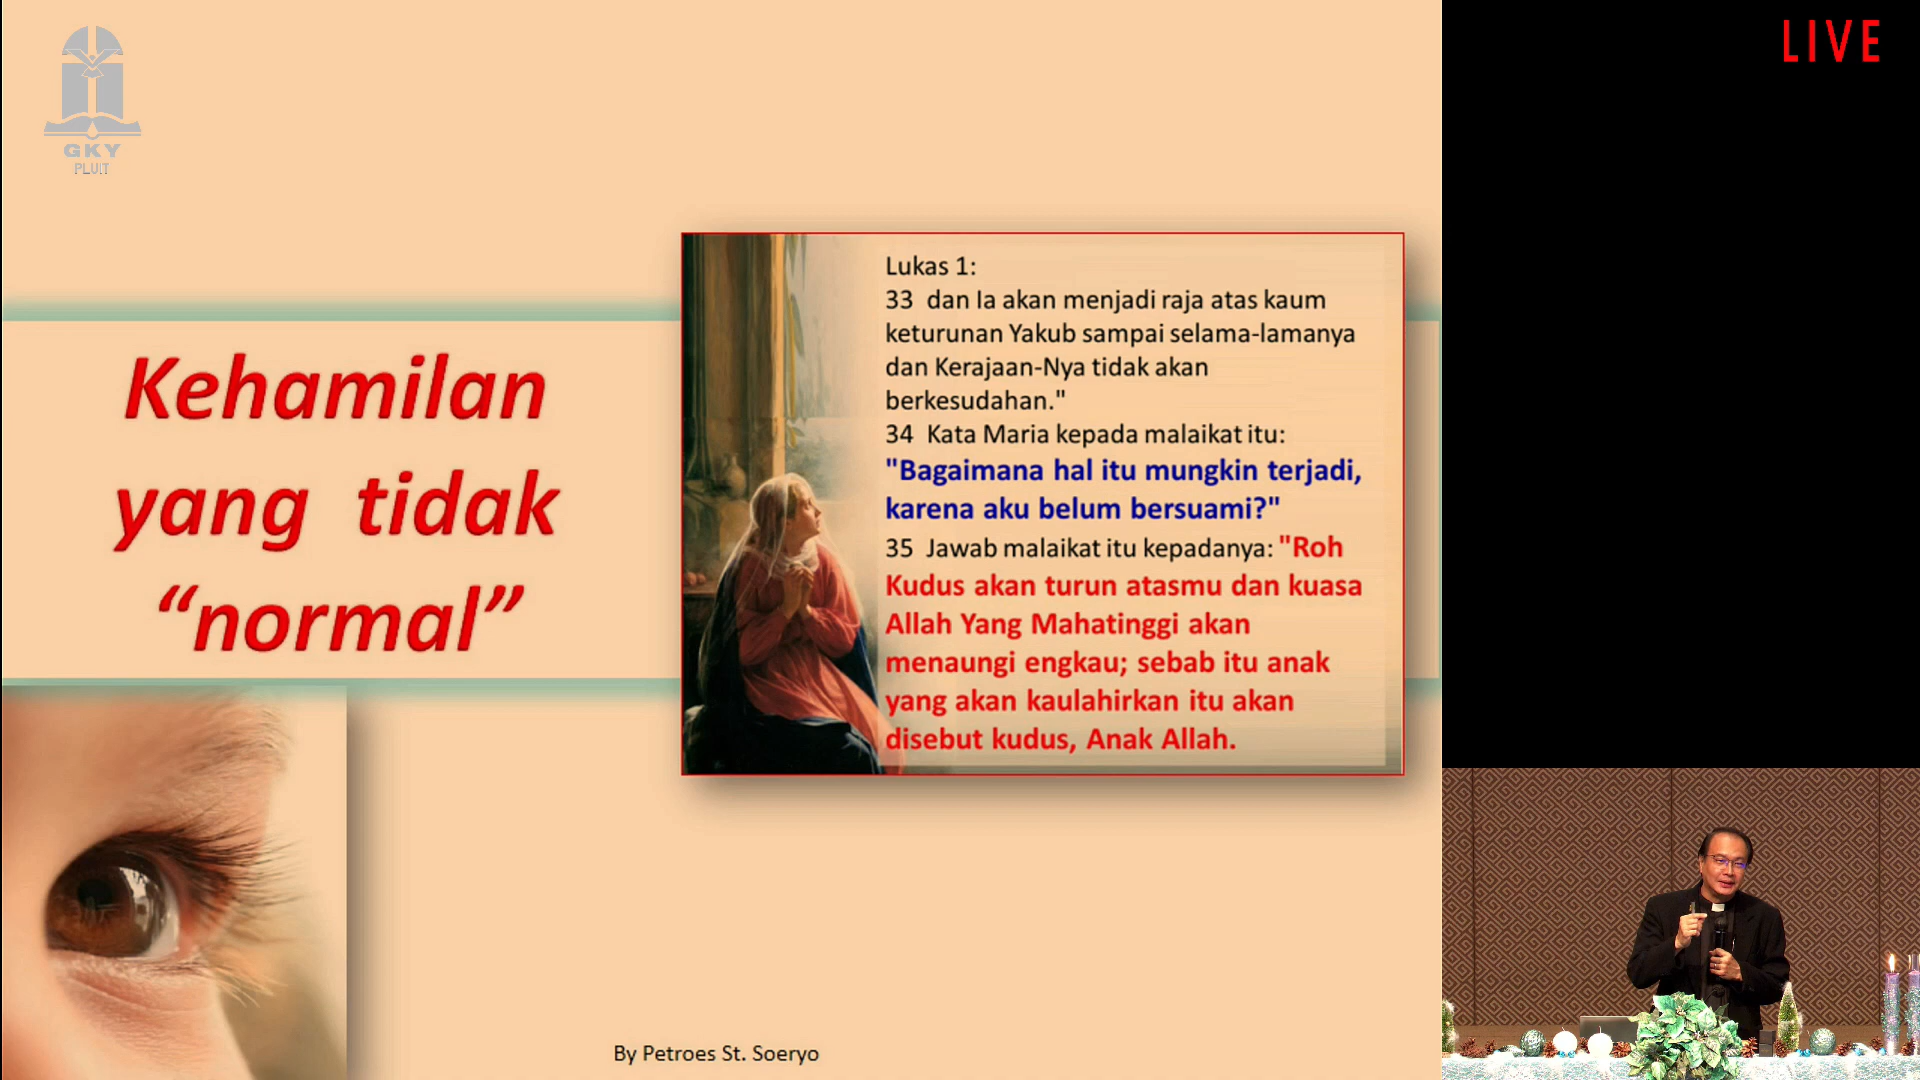 GKY
PLUIT
LIVE
Kehamilan
yang tidak
“normal”
Lukas 1:
33 dan Ia akan menjadi raja atas kaum
keturunan Yakub sampai selama-lamanya
dan Kerajaan-Nya tidak akan
berkesudahan."
34 Kata Maria kepada malaikat itu:
"Bagaimana hal itu mungkin terjadi,
karena aku belum bersuami?"
35 Jawab malaikat itu kepadanya: "Roh
Kudus akan turun atasmu dan kuasa
Allah Yang Mahatinggi akan
menaungi engkau; sebab itu anak
yang akan kaulahirkan itu akan
disebut kudus, Anak Allah.
By Petroes St. Soeryo